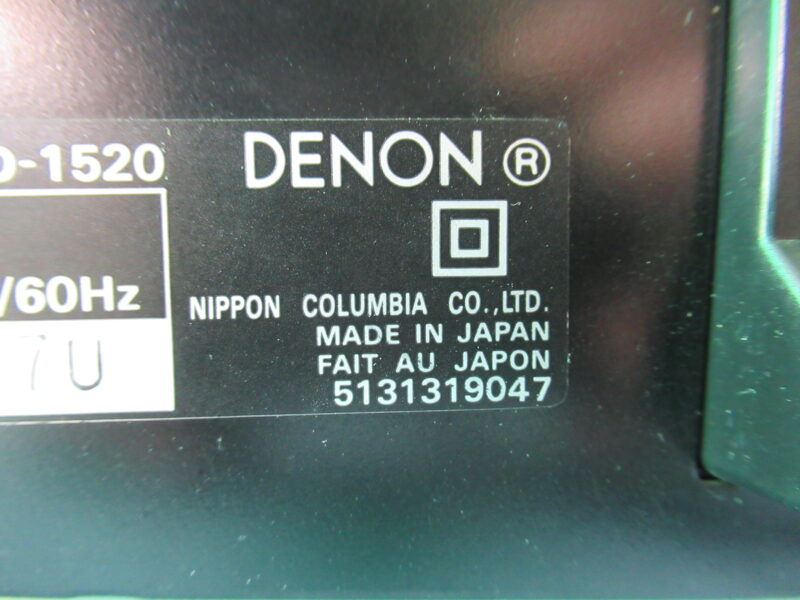 D-1520 DENON ®
/60Hz
NIPPON COLUMBIA CO.,LTD.
MADE IN JAPAN
7U
FAIT AU JAPON
5131319047